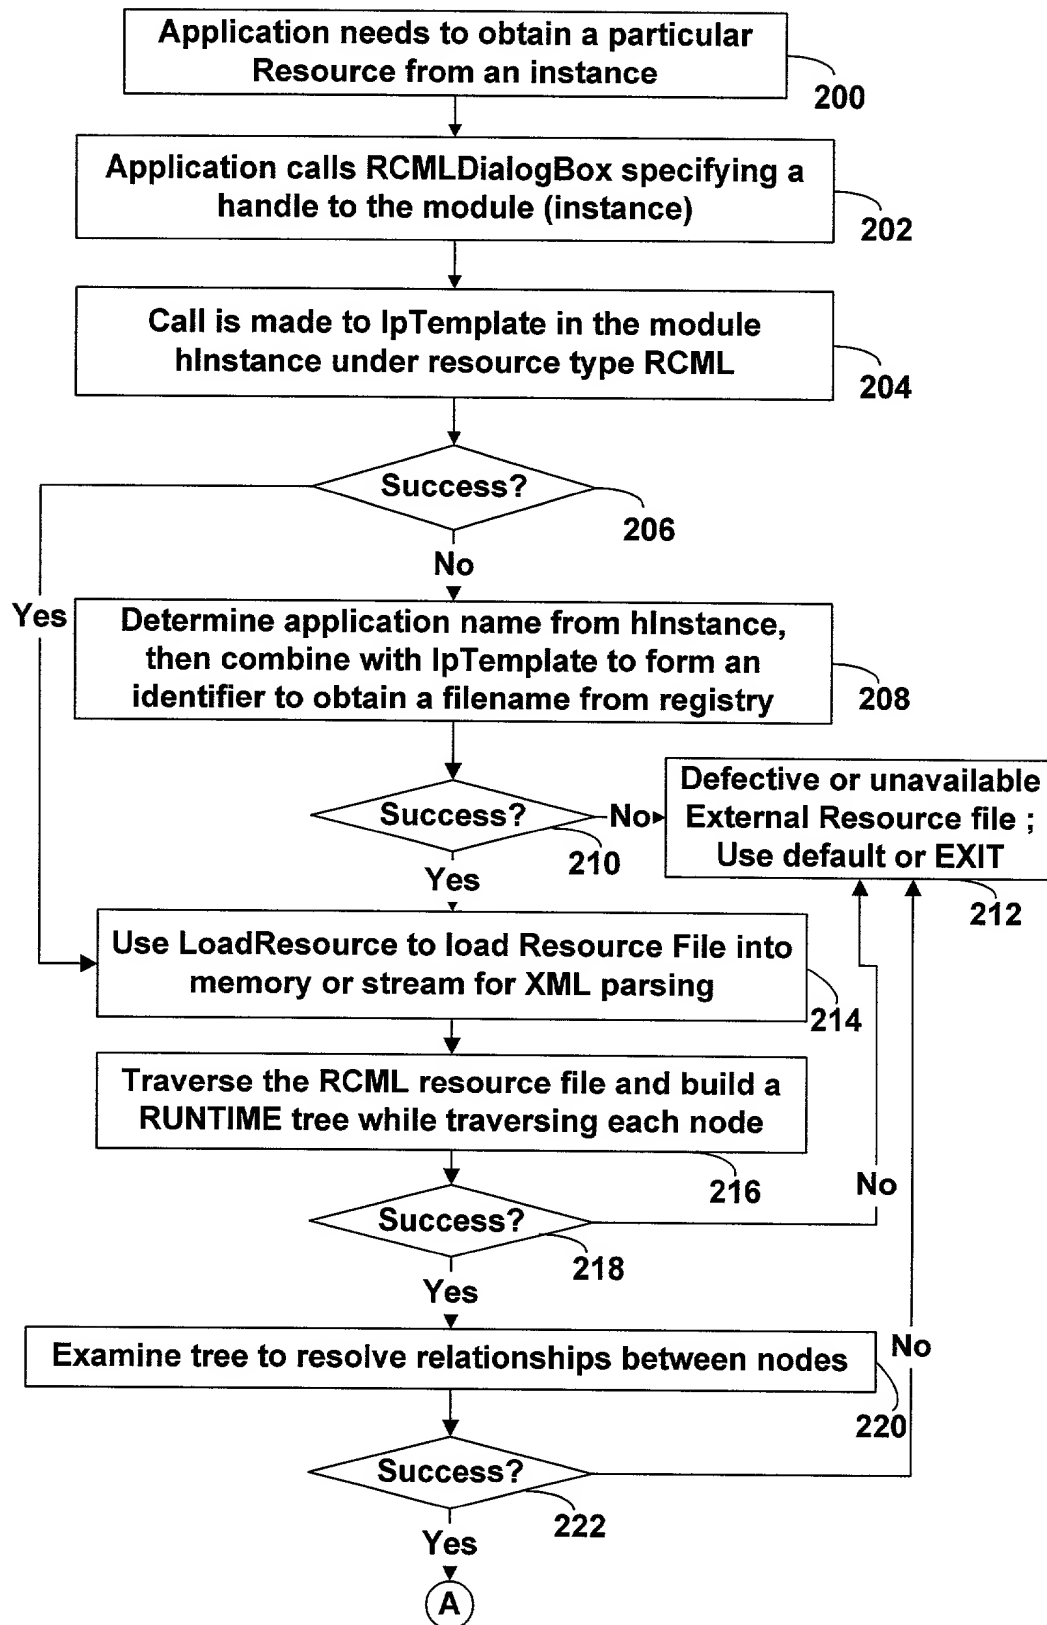 Application needs to obtain a particular
Resource from an instance
200
Application calls RCMLDialogBox specifying a
handle to the module (instance)
202
Call is made to lpTemplate in the module
hInstance under resource type RCML
204
Success?
206
No
Yes
Determine application name from hInstance,
then combine with lpTemplate to form an
identifier to obtain a filename from registry
208
Success?
210
No
Defective or unavailable
External Resource file ;
Use default or EXIT
212
Yes
Use LoadResource to load Resource File into
memory or stream for XML parsing
214
Traverse the RCML resource file and build a
RUNTIME tree while traversing each node
216
Success?
218
No
Yes
Examine tree to resolve relationships between nodes
220
No
Success?
222
Yes
A